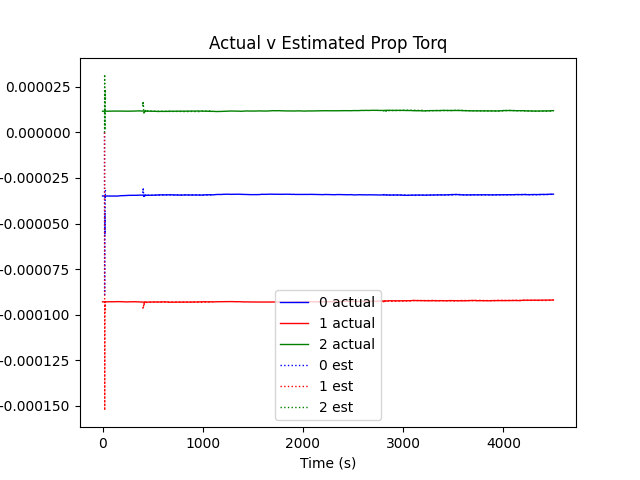 Actual v Estimated Prop Torq
0.000025
0.000000
-0.000025
-0.000050
-0.000075
-0.000100
-0.000125
-0.000150
0 actual
1 actual
2 actual
0 est
1 est
2 est
0 1000 2000 3000 4000
Time (s)